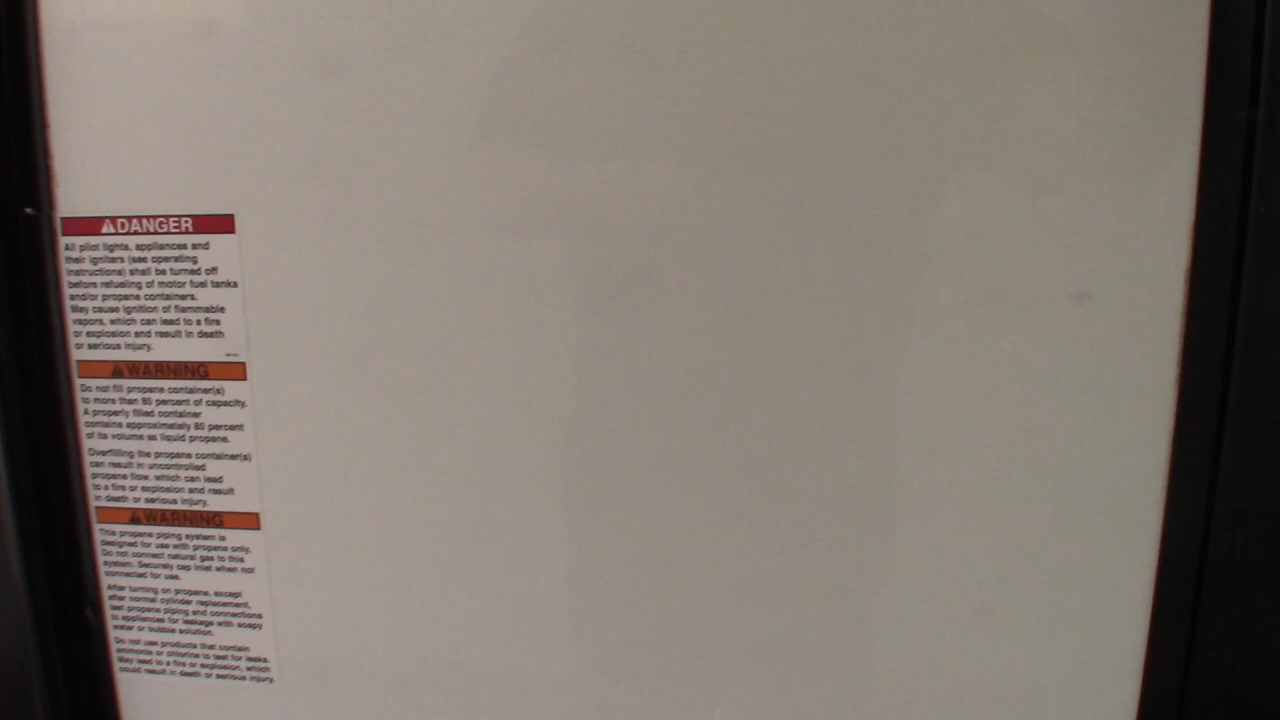 DANGER
All pilot lights, appliances and
their igniters (see operating
instructions) shall be turned off
before refueling of motor fuel tanks
and/or propane containers.
May cause ignition of flammable
vapors, which can lead to a fire
or explosion and result in death
or serious injury.
WARNING
Do not fill propane container(s)
to more than 80 percent of capacity.
A properly filled container
contains approximately 80 percent
of its volume as liquid propane.
Overfilling the propane container(s)
can result in uncontrolled
propane flow, which can lead
to a fire or explosion and result
in death or serious injury.
WARNING
This propane piping system is
designed for use with propane only.
Do not connect natural gas to this
system. Securely cap inlet when not
connected for use.
After turning on propane, except
after normal cylinder replacement,
test propane piping and connections
to appliances for leakage with soapy
water or bubble solution.
Do not use products that contain
ammonia or chlorine to test for leaks.
May lead to a fire or explosion, which
could result in death or serious injury.